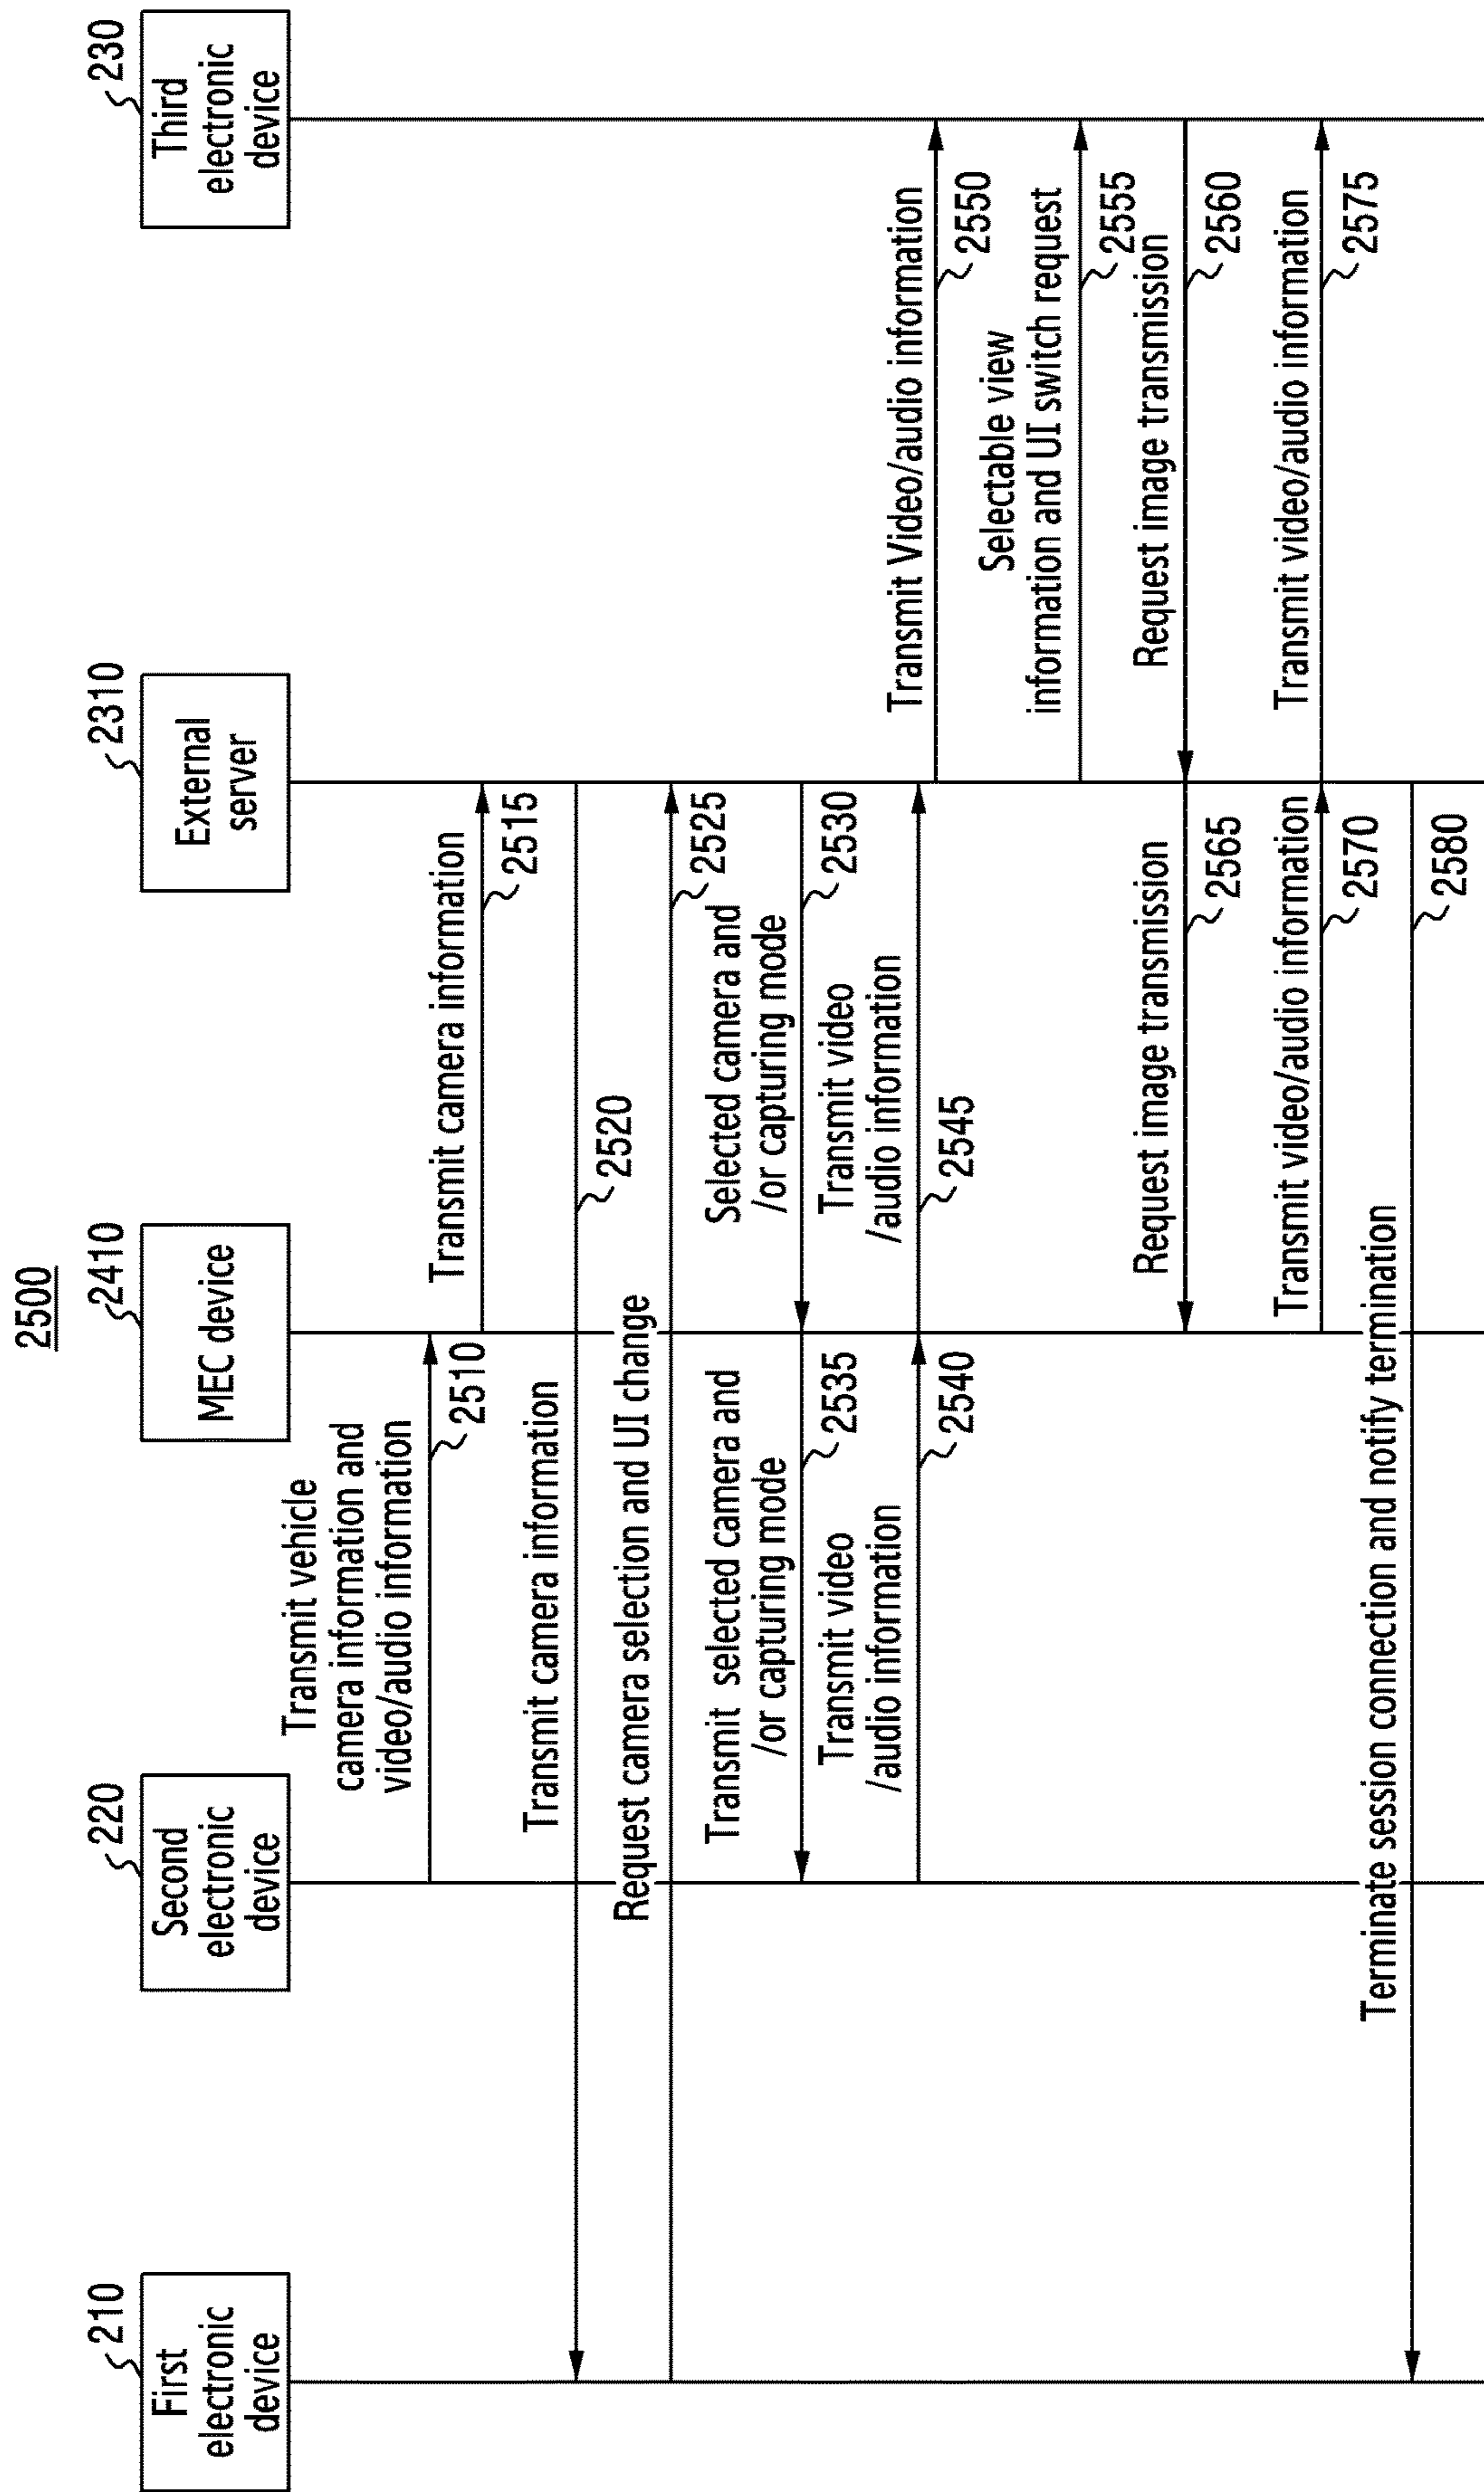 2500
210
First
electronic
device
220
Second
electronic
device
2410
MEC device
2310
External
server
230
Third
electronic
device
Transmit vehicle
camera information and
video/audio information
2510
Transmit camera information
2515
Transmit camera information
2520
Request camera selection and UI change
2525
Selected camera and
/or capturing mode
2530
Transmit selected camera and
/or capturing mode
2535
Transmit video
/audio information
2540
Transmit video
/audio information
2545
Transmit Video/audio information
2550
Selectable view
information and UI switch request
2555
Request image transmission
2560
Request image transmission
2565
Transmit video/audio information
2570
Transmit video/audio information
2575
Terminate session connection and notify termination
2580